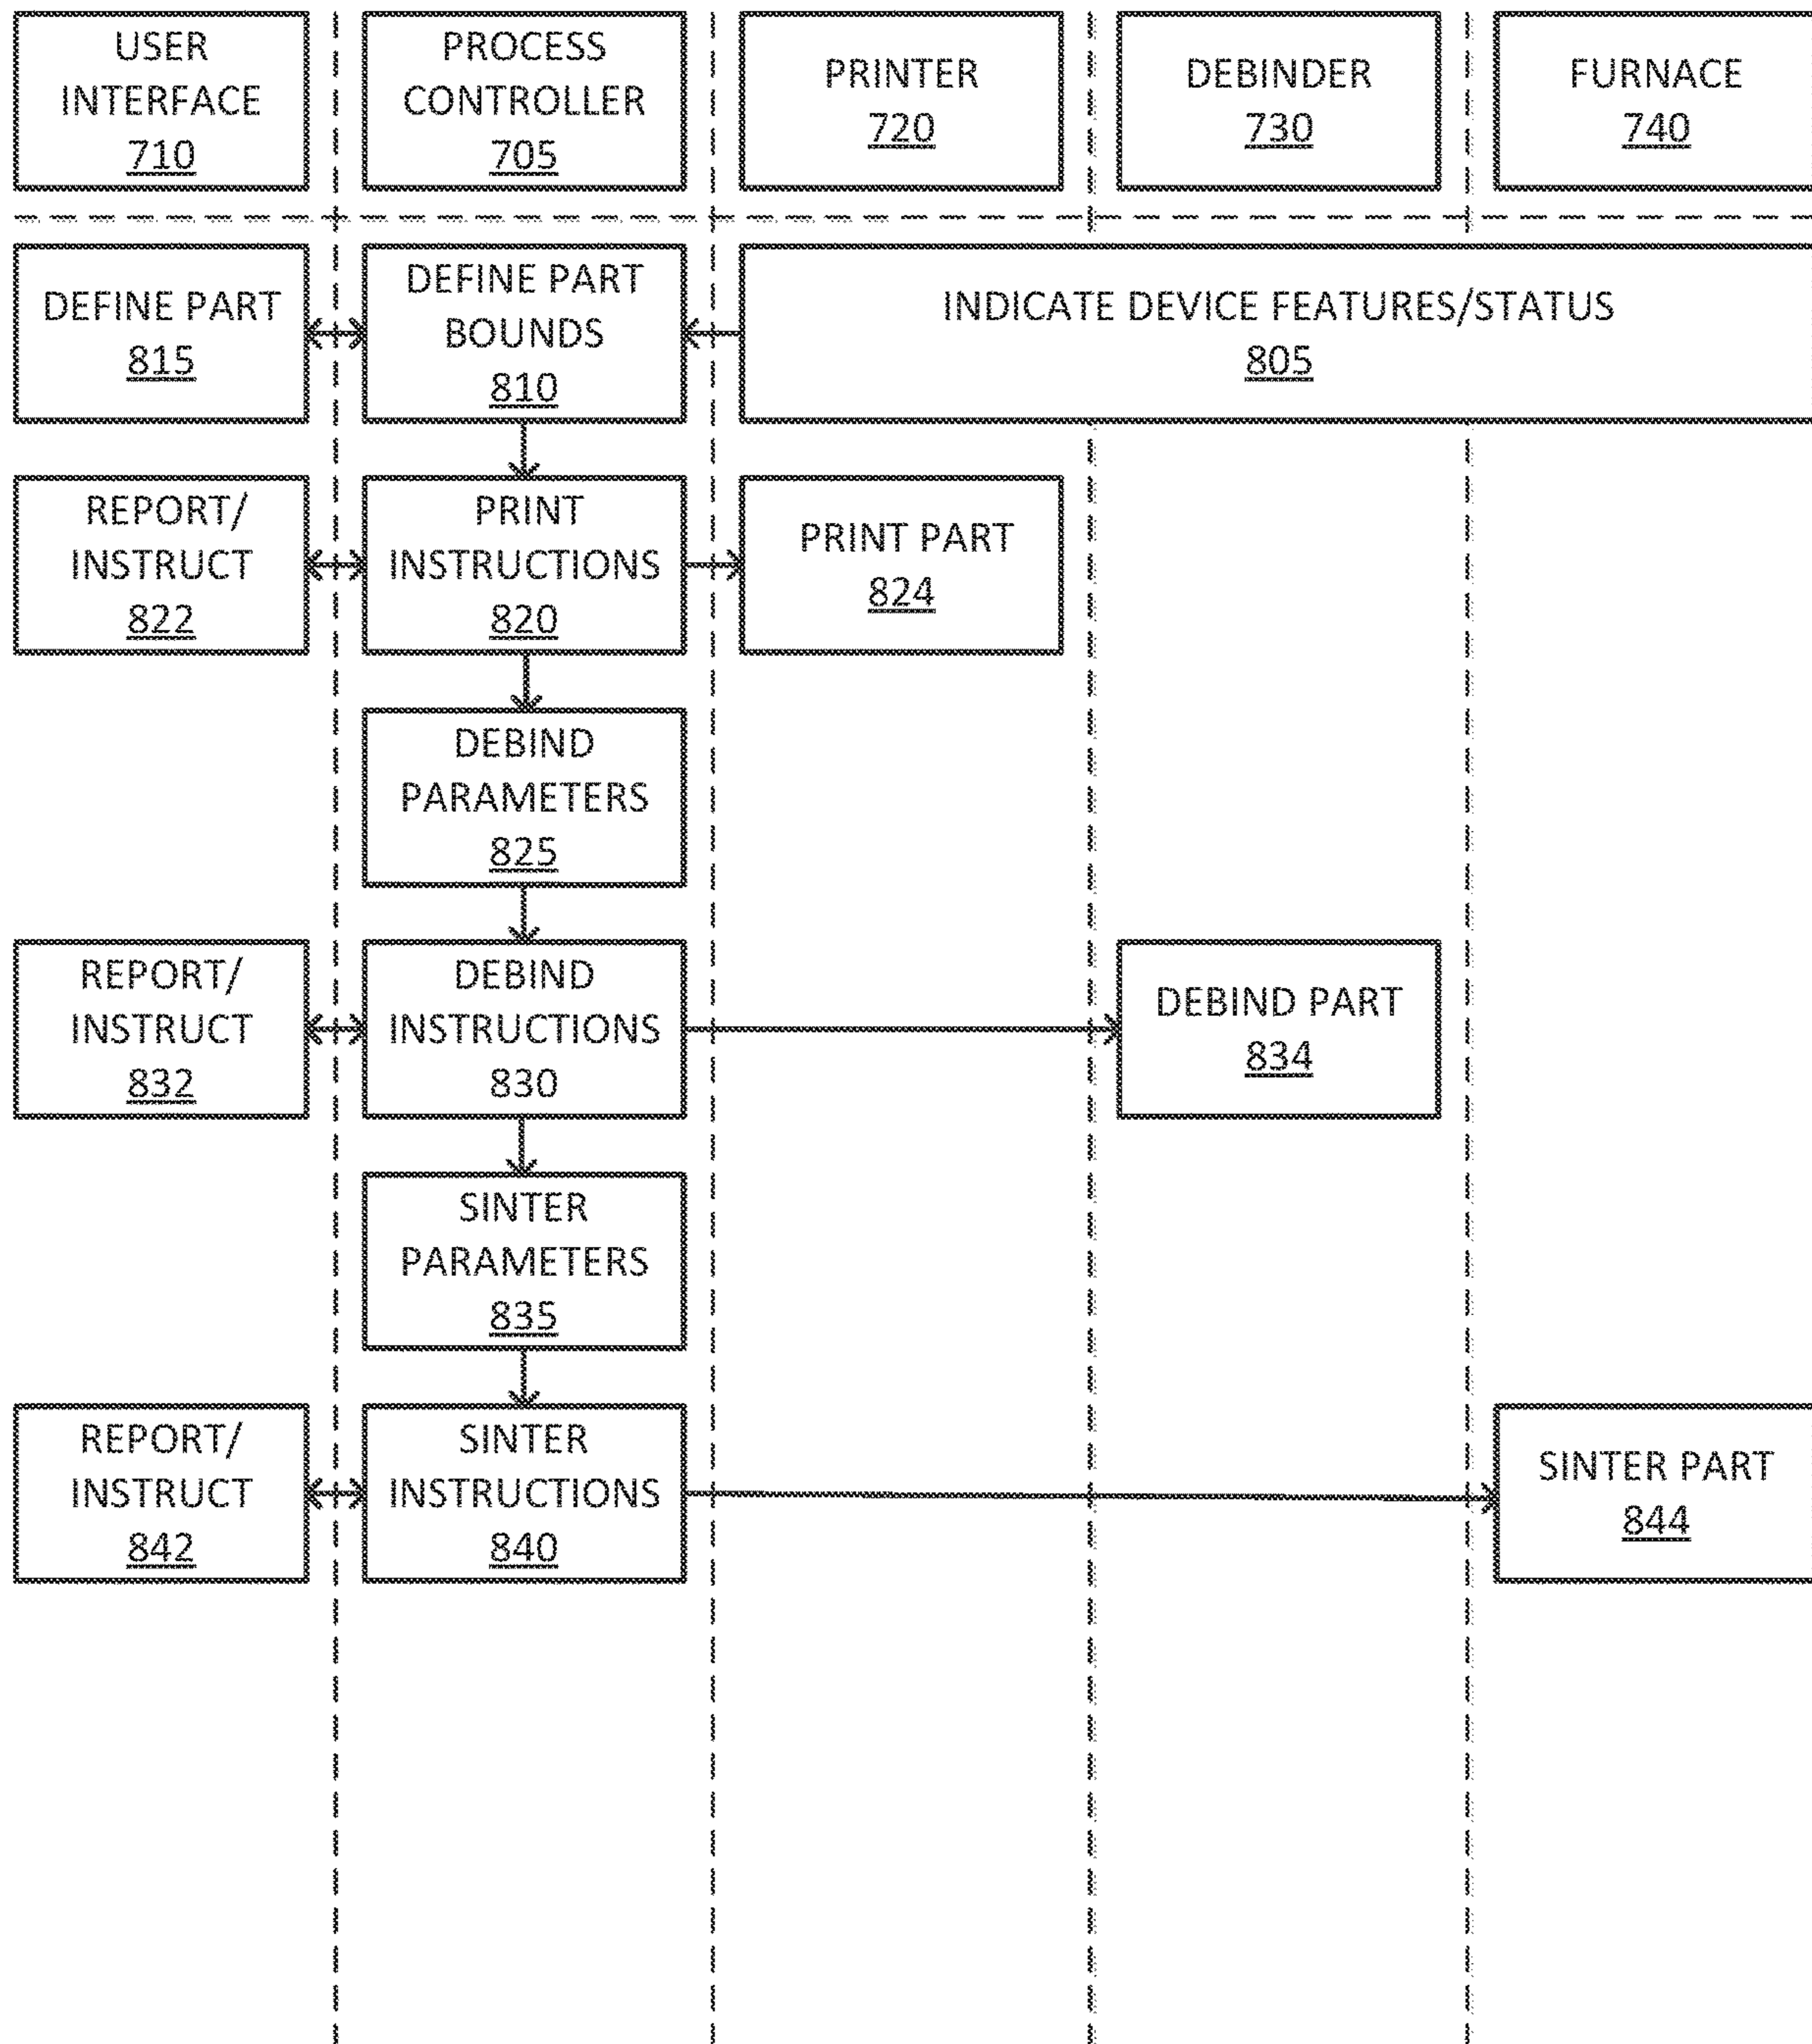 USER
INTERFACE
710
PROCESS
CONTROLLER
705
PRINTER
720
DEBINDER
730
FURNACE
740
DEFINE PART
815
DEFINE PART
BOUNDS
810
INDICATE DEVICE FEATURES/STATUS
805
REPORT/
INSTRUCT
822
PRINT
INSTRUCTIONS
820
PRINT PART
824
DEBIND
PARAMETERS
825
REPORT/
INSTRUCT
832
DEBIND
INSTRUCTIONS
830
DEBIND PART
834
SINTER
PARAMETERS
835
REPORT/
INSTRUCT
842
SINTER
INSTRUCTIONS
840
SINTER PART
844